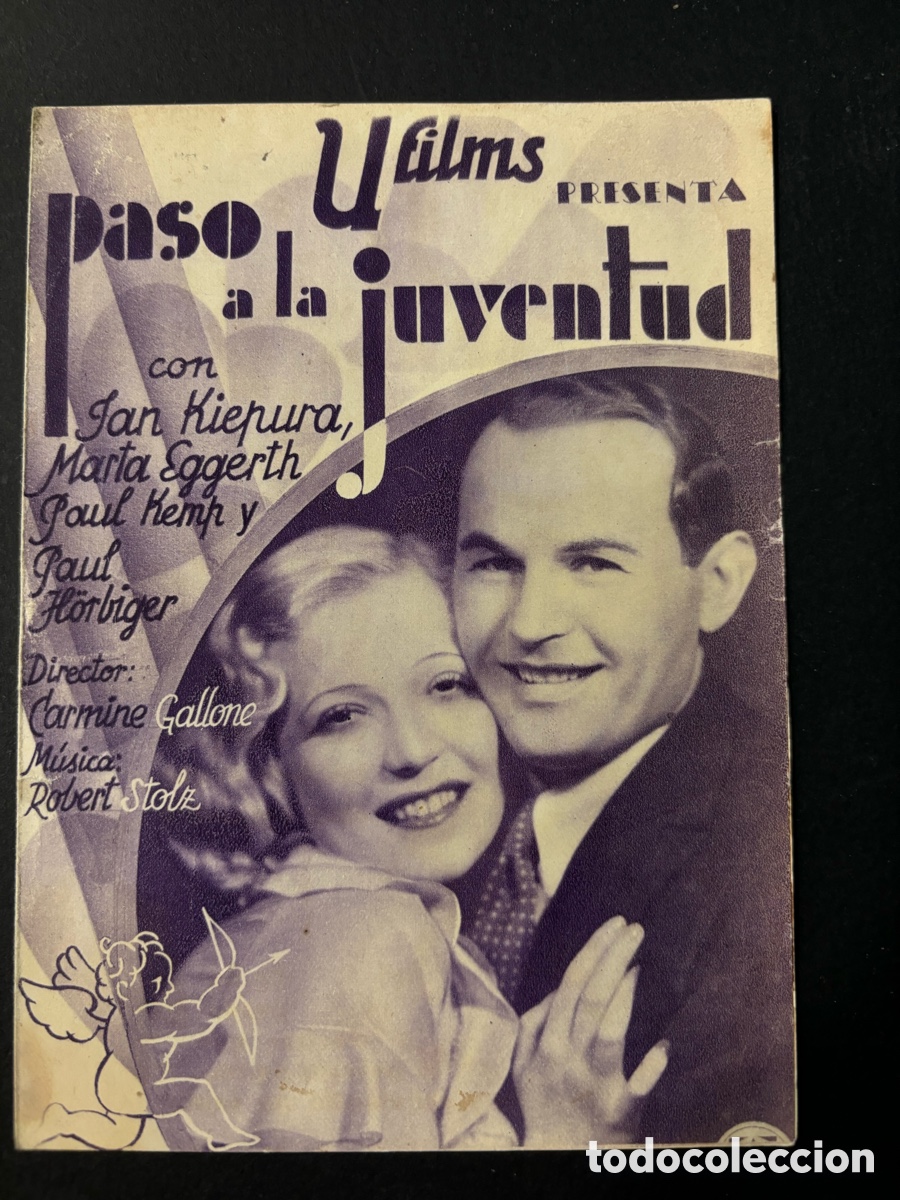 U films
PRESENTA
Paso
a la juventud
con
Jan Kiepura,
Marta Eggerth
Paul Kemp y
Paul
Hörbiger
Director:
Carmine Gallone
Música:
Robert Stolz
todocoleccion